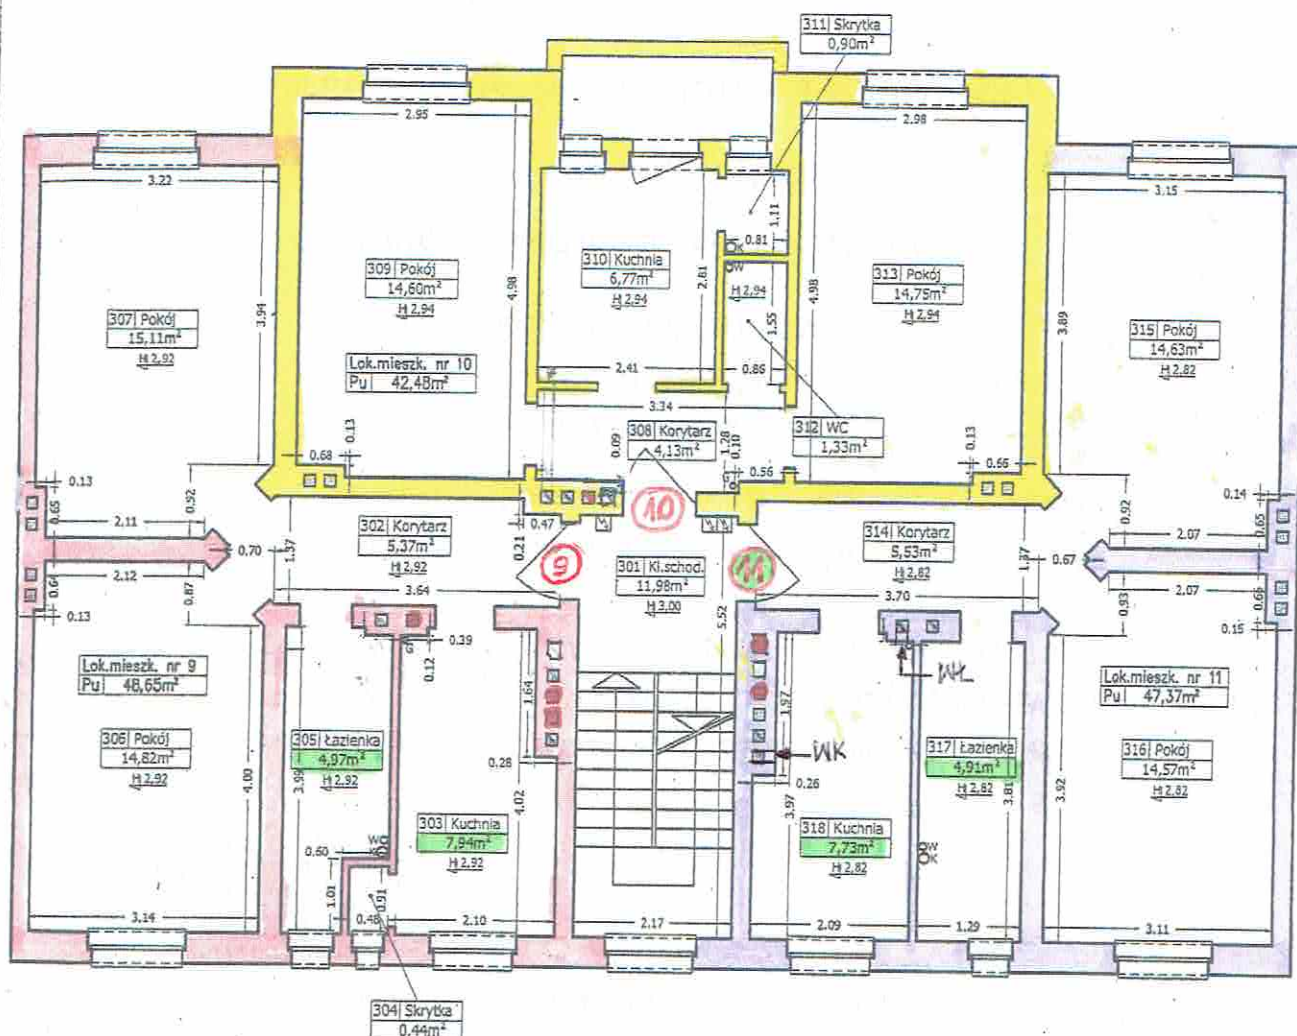 311 Skrytka
0,90m²
2.95
2.98
3.22
3.15
1.11
0.81
K
W
H 2,94
310 Kuchnia
6,77m²
H 2,94
2.81
309 Pokój
14,60m²
H 2,94
4.98
313 Pokój
14,75m²
H 2,94
4.98
307 Pokój
15,11m²
H 2,92
3.94
315 Pokój
14,63m²
H 2,82
3.89
1.55
Lok.mieszk. nr 10
Pu 42,48m²
2.41
0.86
3.34
312 WC
1,33m²
308 Korytarz
4,13m²
0.09
1.28
0.10
0.13
0.68
0.56
0.13
0.66
0.13
0.65
0.52
2.11
0.70
1.37
302 Korytarz
5,37m²
H 2,92
0.47
0.21
10
9
11
301 Kl.schod.
11,98m²
H 3,00
314 Korytarz
5,53m²
H 2,82
1.37
0.67
0.92
0.14
0.65
2.07
2.12
0.64
0.87
0.13
3.64
3.70
5.52
2.07
0.93
0.66
0.15
0.39
0.12
Lok.mieszk. nr 9
Pu 48,65m²
306 Pokój
14,82m²
H 2,92
4.00
305 Łazienka
4,97m²
H 2,92
3.99
1.64
0.28
4.02
303 Kuchnia
7,94m²
H 2,92
WŁ
WK
1.97
0.26
3.97
318 Kuchnia
7,73m²
H 2,82
317 Łazienka
4,91m²
H 2,82
3.81
Lok.mieszk. nr 11
Pu 47,37m²
316 Pokój
14,57m²
H 2,82
3.92
W
K
0.60
WC
K
1.01
0.91
0.48
3.14
2.10
2.17
2.09
1.29
3.11
304 Skrytka
0,44m²